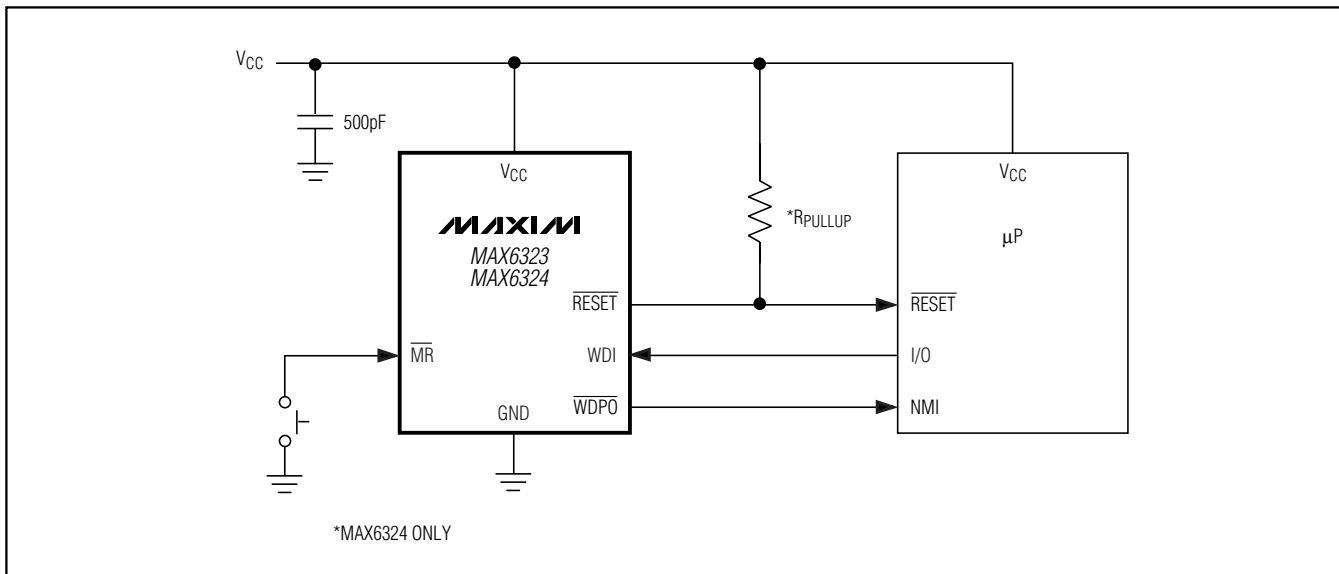 VCC
500pF
VCC
MAXIM
MAX6323
MAX6324
RESET
MR
WDI
WDPO
GND
*RPULLUP
VCC
µP
RESET
I/O
NMI
*MAX6324 ONLY